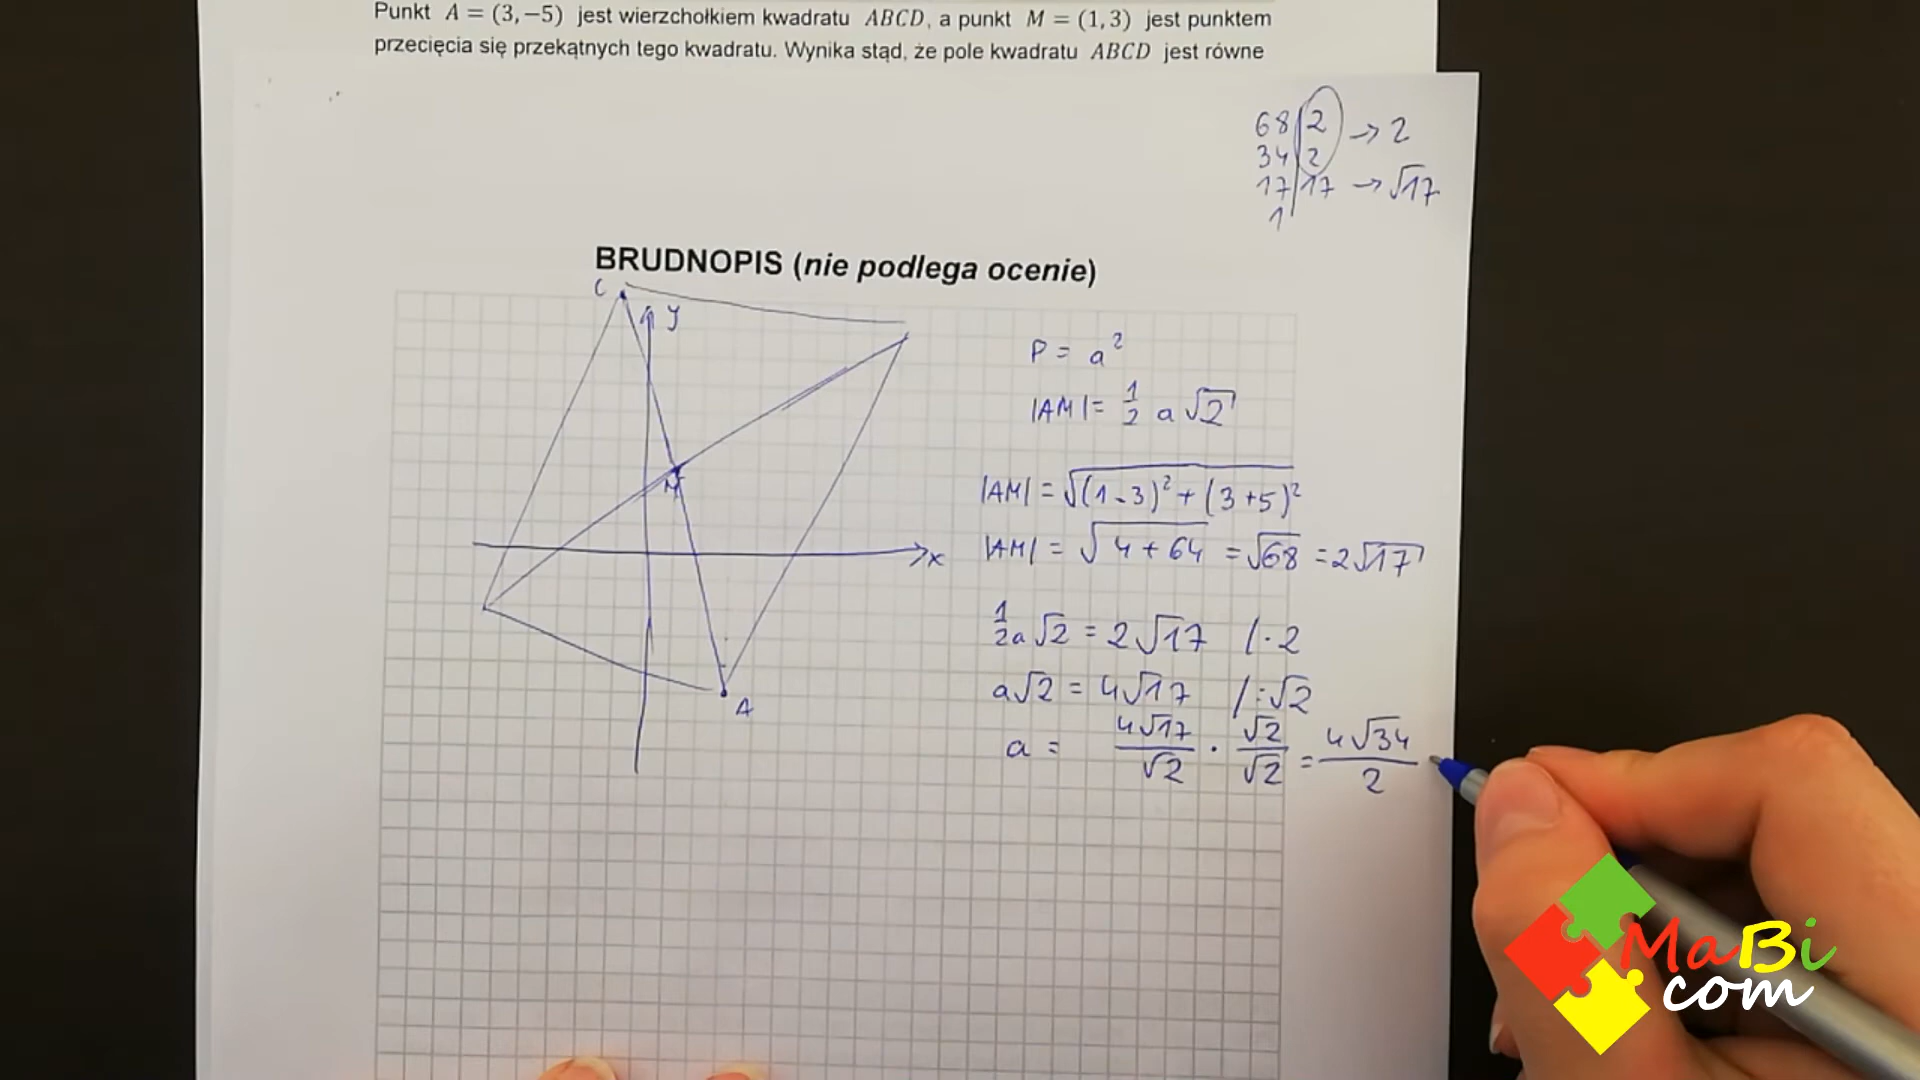 Punkt A = (3, −5) jest wierzchołkiem kwadratu ABCD, a punkt M = (1, 3) jest punktem
przecięcia się przekątnych tego kwadratu. Wynika stąd, że pole kwadratu ABCD jest równe
68 | 2 → 2
34 | 2
17 | 17 → √17
1
BRUDNOPIS (nie podlega ocenie)
C
y
M
x
A
P = a²
|AM| = 1/2 a√2
|AM| = √((1-3)² + (3+5)²)
|AM| = √(4+64) = √68 = 2√17
1/2 a√2 = 2√17 /·2
a√2 = 4√17 /:√2
a = 4√17/√2 · √2/√2 = 4√34/2
MaBi
com